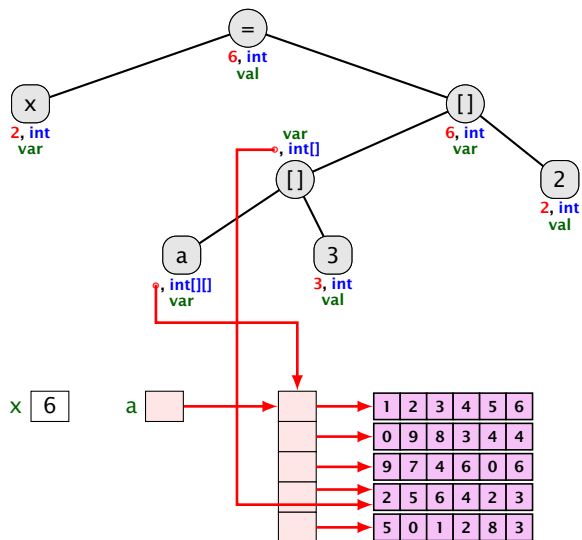 =
6, int
val
x
2, int
var
[]
6, int
var
var
, int[]
[]
2
2, int
val
a
, int[][]
var
3
3, int
val
x 6 a
1 2 3 4 5 6
0 9 8 3 4 4
9 7 4 6 0 6
2 5 6 4 2 3
5 0 1 2 8 3